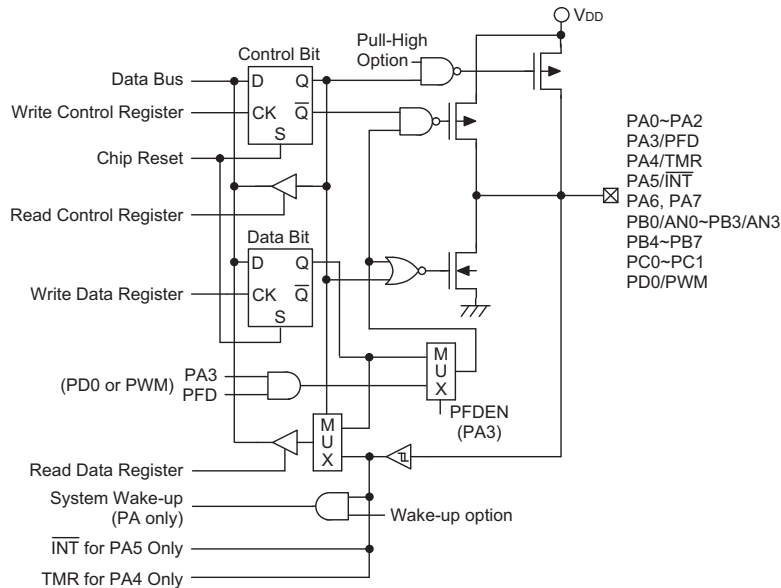 VDD
Control Bit
Pull-High
Option
Data Bus
D Q
Write Control Register
CK Q̅
S
Chip Reset
Read Control Register
PA0~PA2
PA3/PFD
PA4/TMR
PA5/I̅N̅T̅
PA6, PA7
PB0/AN0~PB3/AN3
PB4~PB7
PC0~PC1
PD0/PWM
Data Bit
D Q
Write Data Register
CK Q̅
S
M
U
X
(PD0 or PWM)
PA3
PFD
PFDEN
(PA3)
M
U
X
Read Data Register
System Wake-up
(PA only)
Wake-up option
I̅N̅T̅ for PA5 Only
TMR for PA4 Only